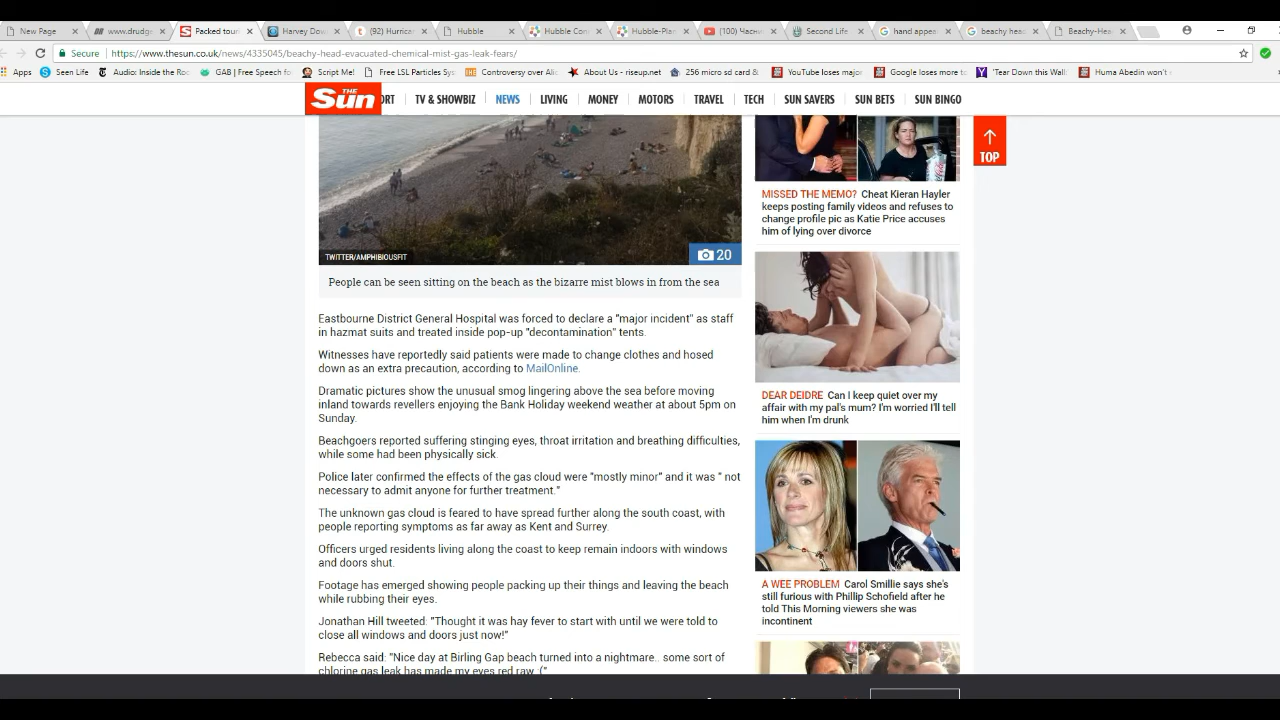 New Page
www.drudg
Packed tour
Harvey Dow
(92) Hurric
Hubble
Hubble Con
Hubble-Plan
(100) Части
Second Life
hand appea
beachy hea
Beachy-Hea
Secure
https://www.thesun.co.uk/news/4335045/beachy-head-evacuated-chemical-mist-gas-leak-fears/
Apps
Seen Life
Audio: Inside the Ro
GAB | Free Speech fo
Script Me!
Free LSL Particles Sys
Controversy over Alic
About Us - riseup.net
256 micro sd card &
YouTube loses major
Google loses more to
'Tear Down this Wall
Huma Abedin won't
THE
Sun
ORT
TV & SHOWBIZ
NEWS
LIVING
MONEY
MOTORS
TRAVEL
TECH
SUN SAVERS
SUN BETS
SUN BINGO
TOP
TWITTER/AMPHIBIOUSFIT
20
People can be seen sitting on the beach as the bizarre mist blows in from the sea
Eastbourne District General Hospital was forced to declare a "major incident" as staff
in hazmat suits and treated inside pop-up "decontamination" tents.
Witnesses have reportedly said patients were made to change clothes and hosed
down as an extra precaution, according to MailOnline.
Dramatic pictures show the unusual smog lingering above the sea before moving
inland towards revellers enjoying the Bank Holiday weekend weather at about 5pm on
Sunday.
Beachgoers reported suffering stinging eyes, throat irritation and breathing difficulties,
while some had been physically sick.
Police later confirmed the effects of the gas cloud were "mostly minor" and it was " not
necessary to admit anyone for further treatment."
The unknown gas cloud is feared to have spread further along the south coast, with
people reporting symptoms as far away as Kent and Surrey.
Officers urged residents living along the coast to keep remain indoors with windows
and doors shut.
Footage has emerged showing people packing up their things and leaving the beach
while rubbing their eyes.
Jonathan Hill tweeted: "Thought it was hay fever to start with until we were told to
close all windows and doors just now!"
Rebecca said: "Nice day at Birling Gap beach turned into a nightmare.. some sort of
chlorine gas leak has made my eyes red raw. ("
MISSED THE MEMO? Cheat Kieran Hayler
keeps posting family videos and refuses to
change profile pic as Katie Price accuses
him of lying over divorce
DEAR DEIDRE Can I keep quiet over my
affair with my pal's mum? I'm worried I'll tell
him when I'm drunk
A WEE PROBLEM Carol Smillie says she's
still furious with Phillip Schofield after he
told This Morning viewers she was
incontinent